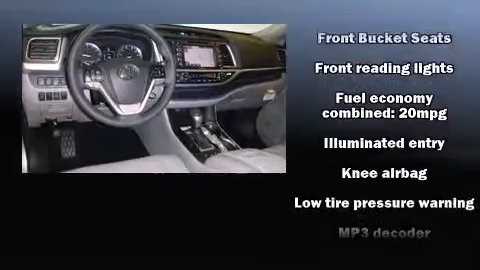 Front Bucket Seats
Front reading lights
Fuel economy
combined: 20mpg
Illuminated entry
Knee airbag
Low tire pressure warning
MP3 decoder